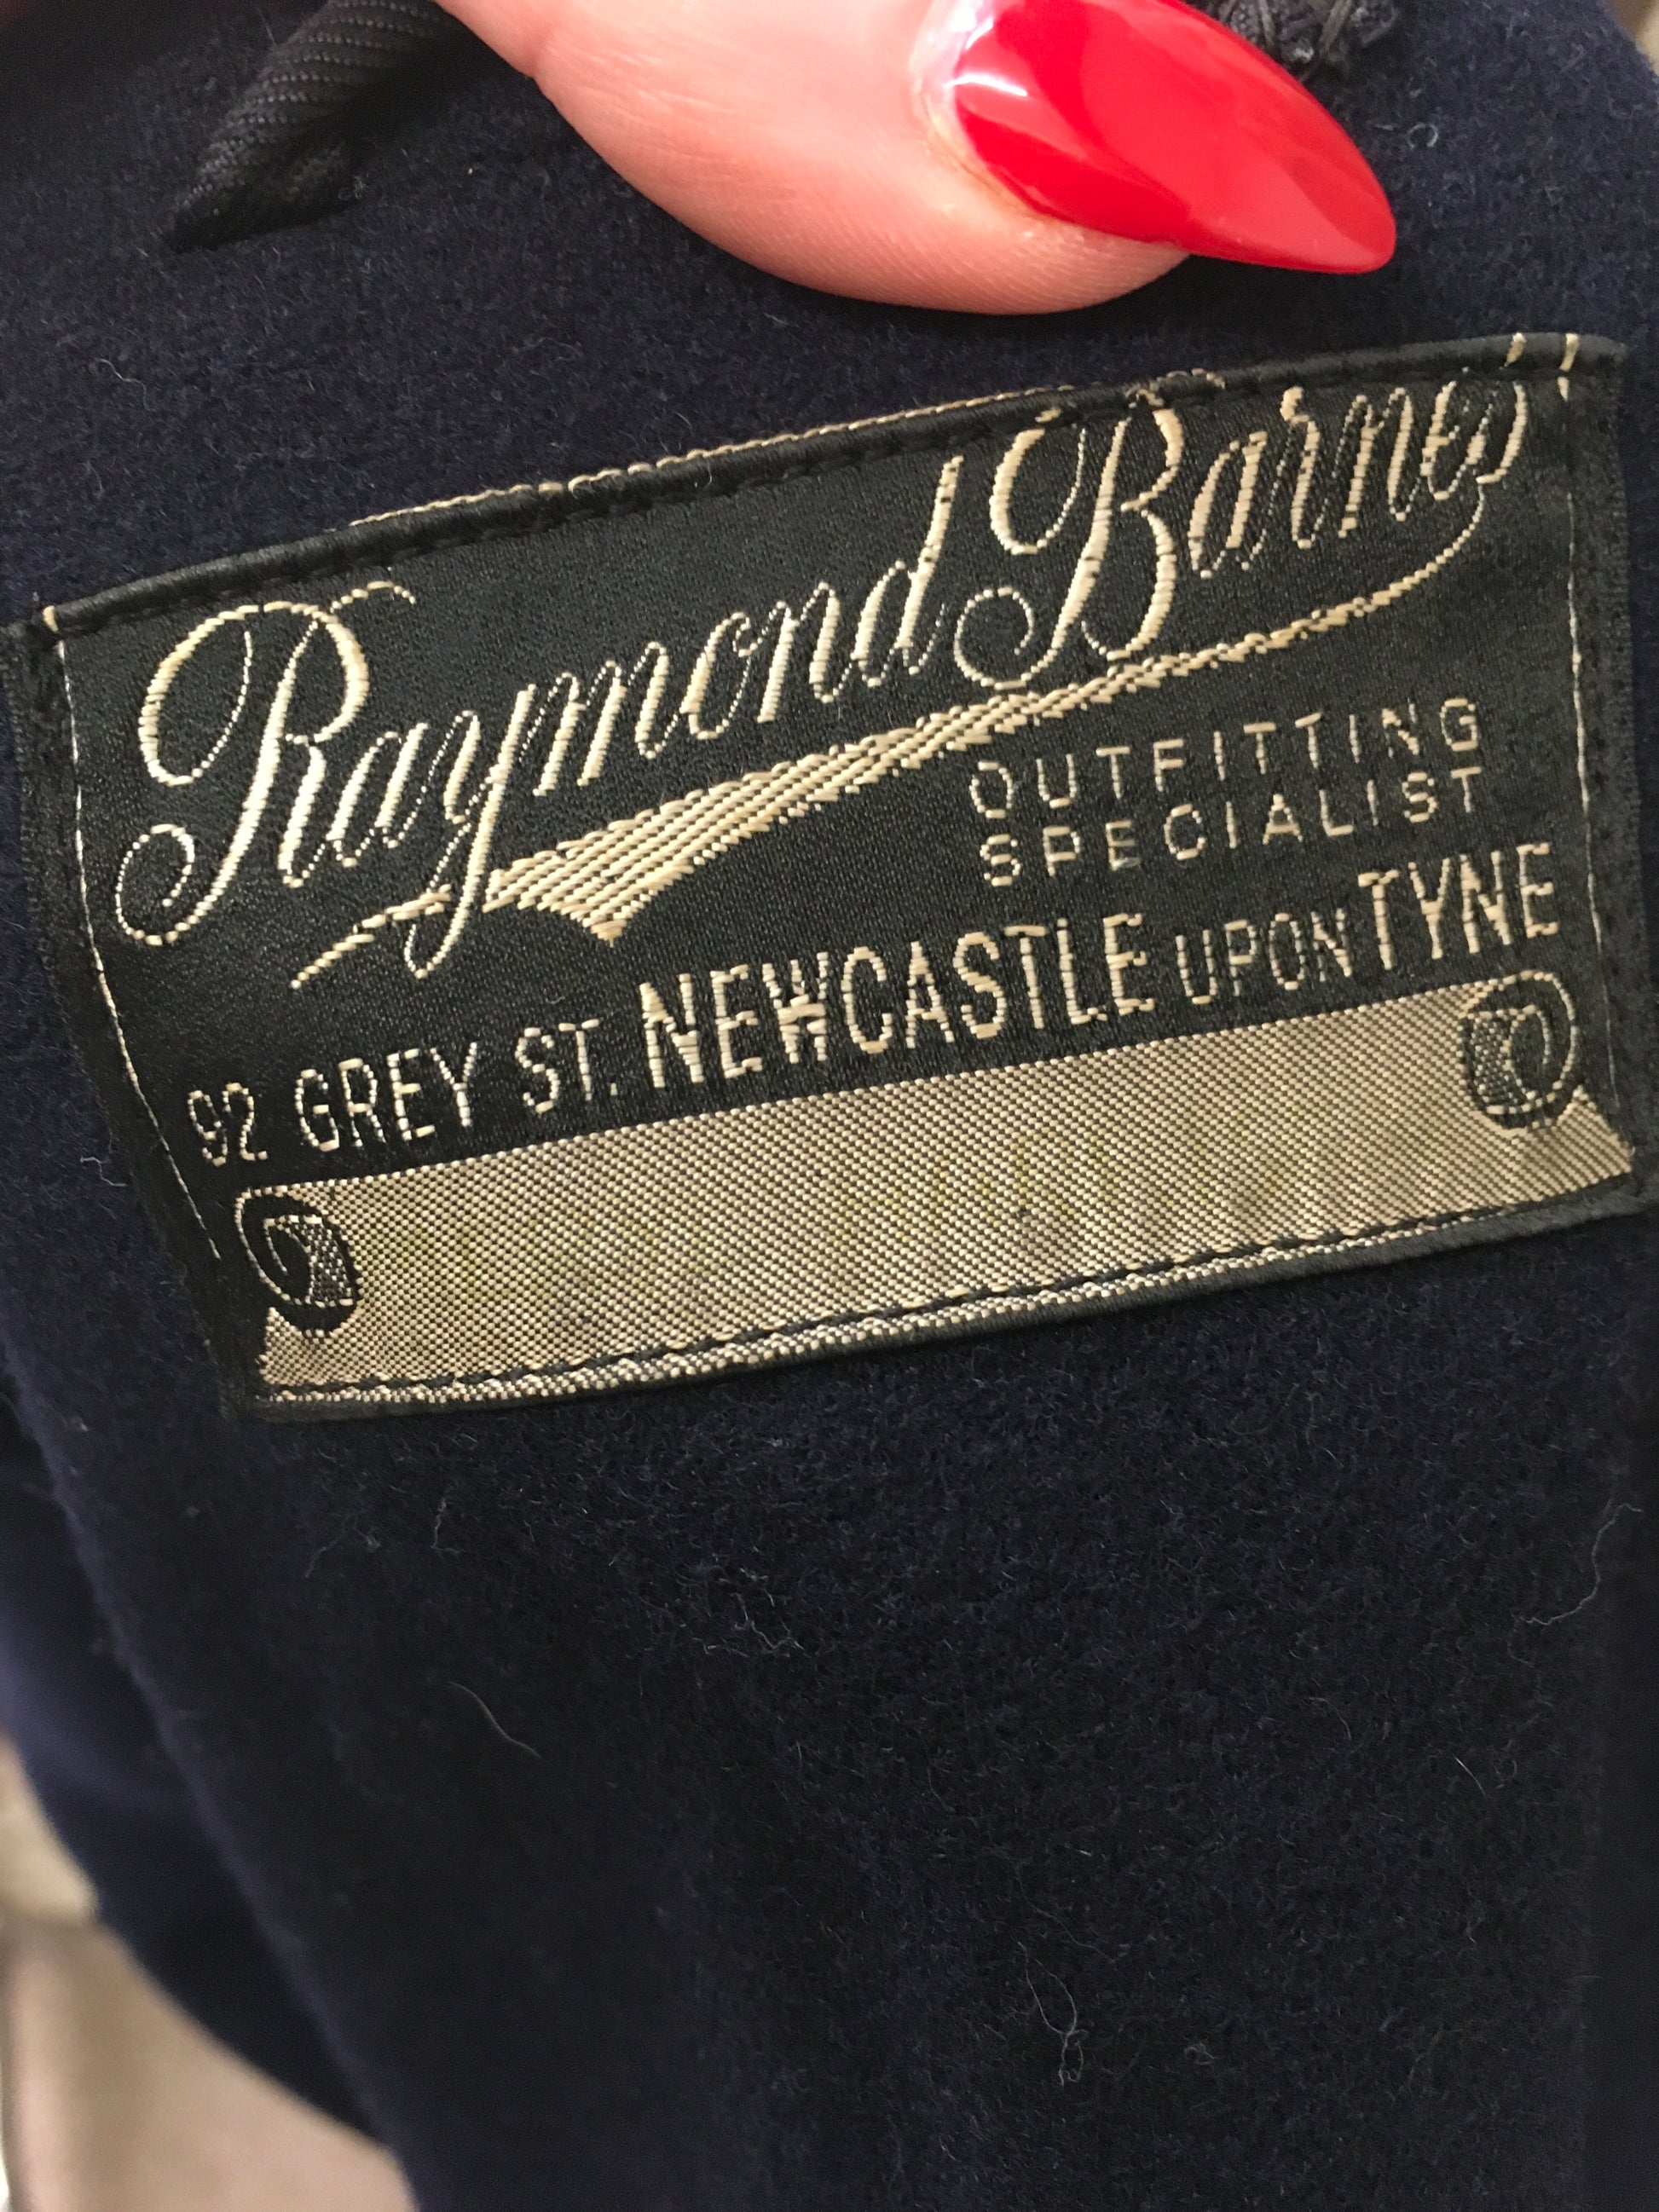 Raymond Barnes
OUTFITTING
SPECIALIST
92 GREY ST. NEWCASTLE UPON TYNE